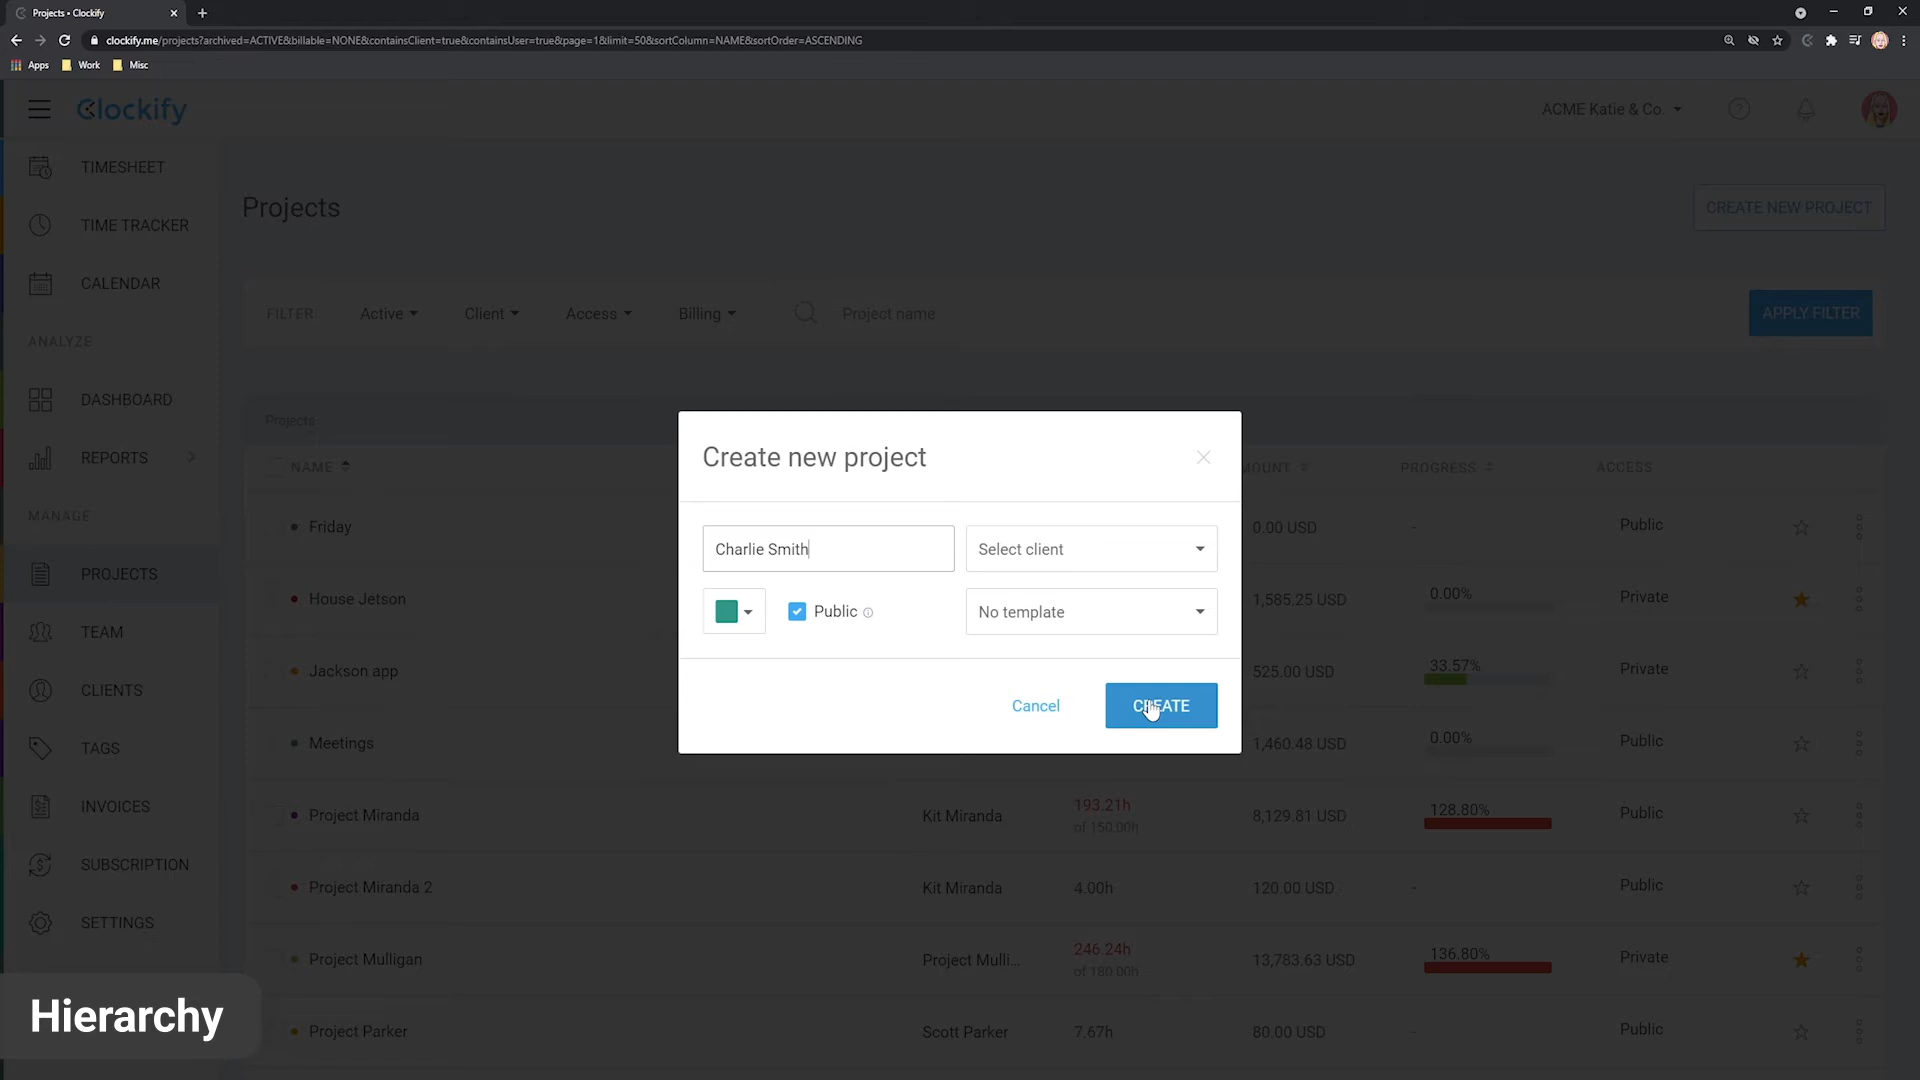 Projects • Clockify
clockify.me/projects?archived=ACTIVE&billable=NONE&containsClient=true&containsUser=true&page=1&limit=50&sortColumn=NAME&sortOrder=ASCENDING
Apps Work Misc
Clockify
ACME Katie & Co.
TIMESHEET
TIME TRACKER
CALENDAR
ANALYZE
DASHBOARD
REPORTS
MANAGE
PROJECTS
TEAM
CLIENTS
TAGS
INVOICES
SUBSCRIPTION
SETTINGS
Projects
CREATE NEW PROJECT
FILTER Active Client Access Billing Project name APPLY FILTER
Projects
NAME MOUNT PROGRESS ACCESS
Friday 0.00 USD - Public
House Jetson 1,585.25 USD 0.00% Private
Jackson app 525.00 USD 33.57% Private
Meetings 1,460.48 USD 0.00% Public
Project Miranda Kit Miranda 193.21h of 150.00h 8,129.81 USD 128.80% Public
Project Miranda 2 Kit Miranda 4.00h 120.00 USD - Public
Project Mulligan Project Mulli... 246.24h of 180.00h 13,783.63 USD 136.80% Private
Project Parker Scott Parker 7.67h 80.00 USD - Public
Create new project
Charlie Smith Select client
Public No template
Cancel CREATE
Hierarchy